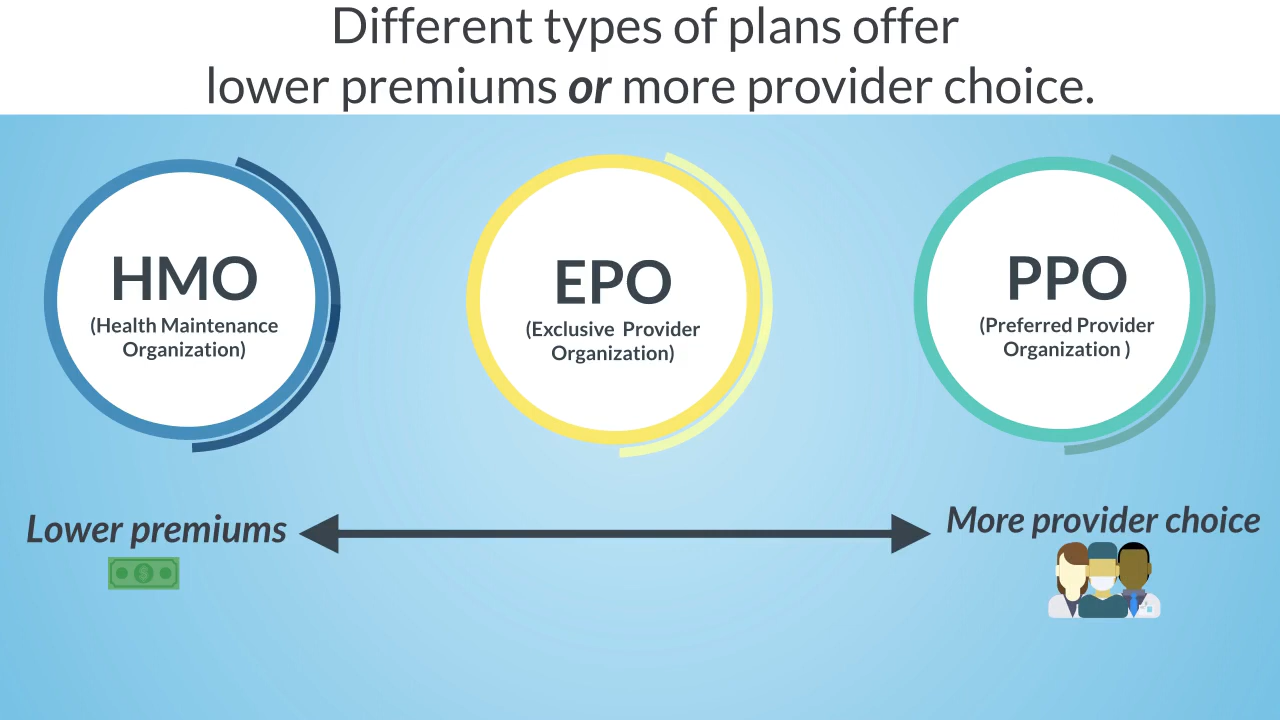 Different types of plans offer
lower premiums or more provider choice.
HMO
(Health Maintenance
Organization)
EPO
(Exclusive Provider
Organization)
PPO
(Preferred Provider
Organization )
Lower premiums
More provider choice
$